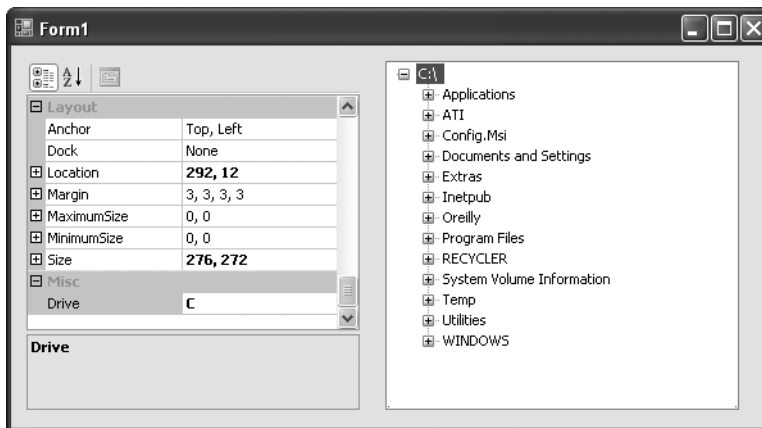 Form1
Layout
Anchor Top, Left
Dock None
Location 292, 12
Margin 3, 3, 3, 3
MaximumSize 0, 0
MinimumSize 0, 0
Size 276, 272
Misc
Drive C
Drive
C:\
Applications
ATI
Config.Msi
Documents and Settings
Extras
Inetpub
Oreilly
Program Files
RECYCLER
System Volume Information
Temp
Utilities
WINDOWS